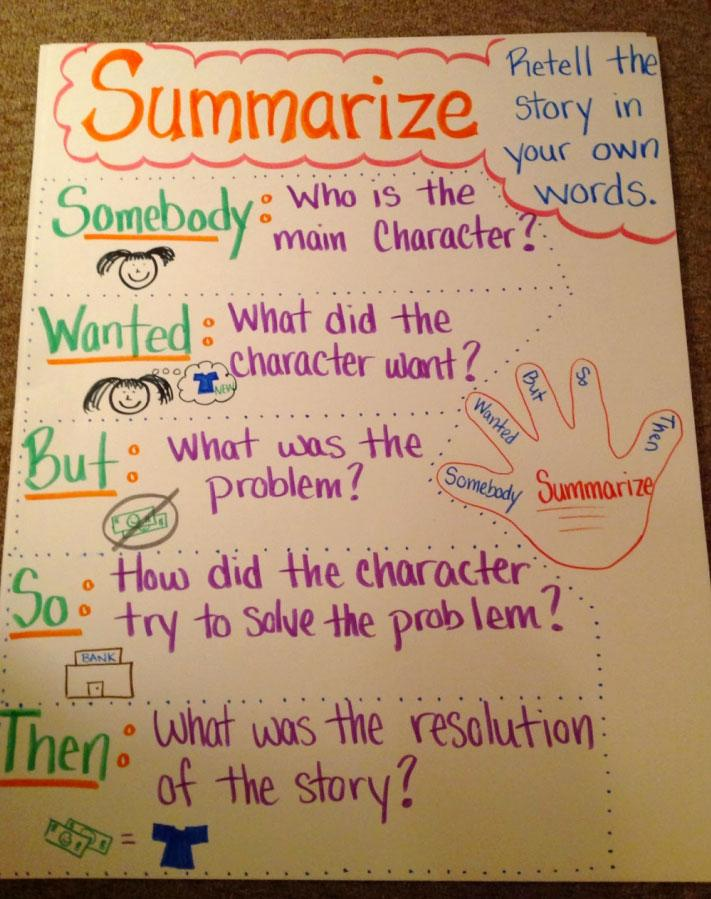 Summarize
Retell the
story in
your own
words.
Somebody: Who is the
main Character?
Wanted: What did the
character want?
NEW
But: What was the
problem?
So: How did the character
try to solve the problem?
BANK
Then: What was the resolution
of the story?
=
Somebody
Wanted
But
So
Then
Summarize